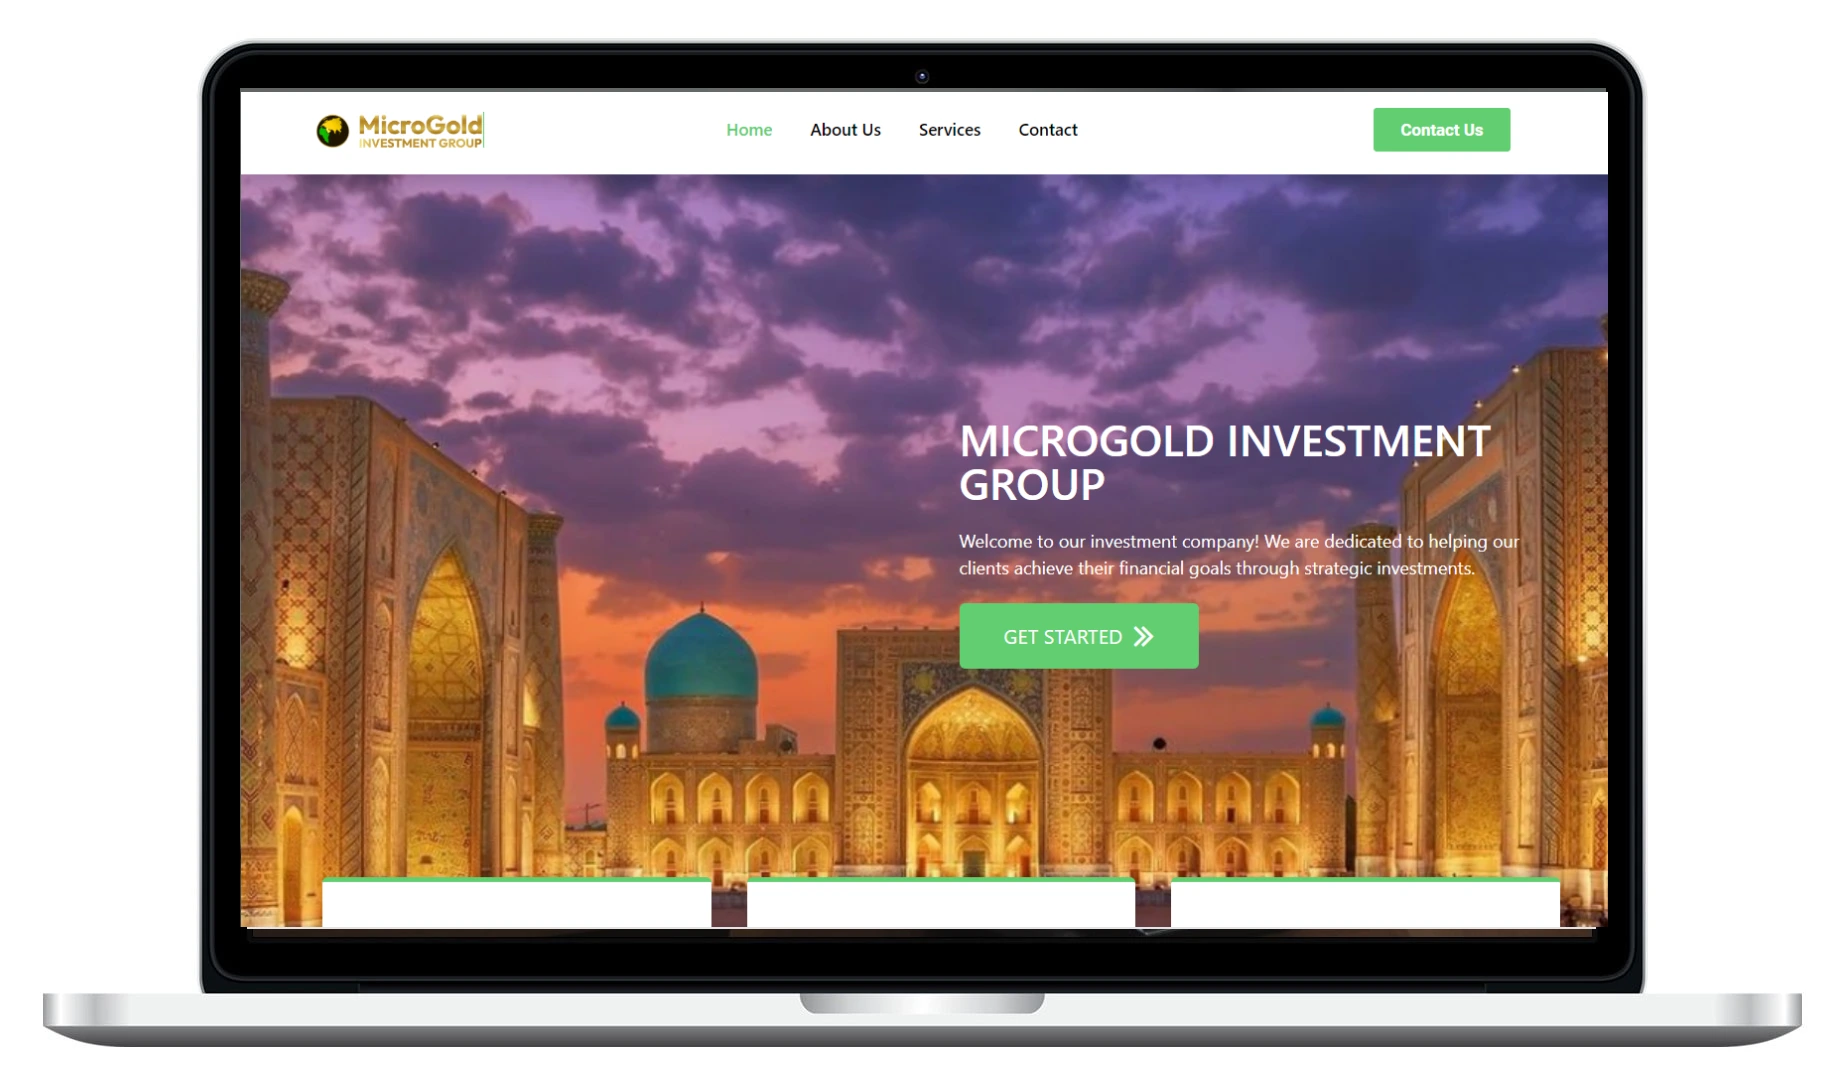 MicroGold
INVESTMENT GROUP
Home
About Us
Services
Contact
Contact Us
MICROGOLD INVESTMENT
GROUP
Welcome to our investment company! We are dedicated to helping our
clients achieve their financial goals through strategic investments.
GET STARTED